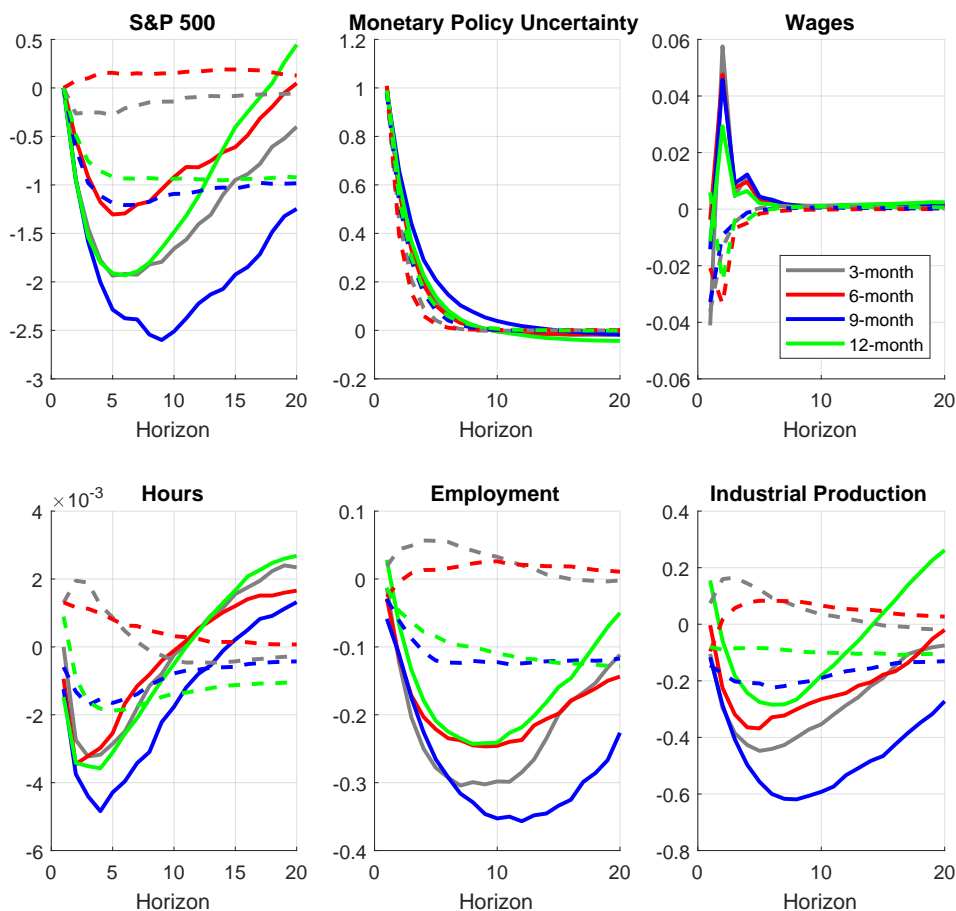 S&P 500
Monetary Policy Uncertainty
Wages
0.5
0
-0.5
-1
-1.5
-2
-2.5
-3
0 5 10 15 20
Horizon
1.2
1
0.8
0.6
0.4
0.2
0
-0.2
0 10 20
Horizon
0.06
0.04
0.02
0
-0.02
-0.04
-0.06
0 10 20
Horizon
3-month
6-month
9-month
12-month
Hours
Employment
Industrial Production
×10-3
4
2
0
-2
-4
-6
0 5 10 15 20
Horizon
0.1
0
-0.1
-0.2
-0.3
-0.4
0 10 20
Horizon
0.4
0.2
0
-0.2
-0.4
-0.6
-0.8
0 10 20
Horizon